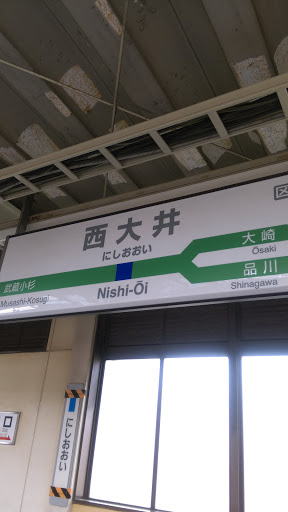 区
西大井
にしおおい
Nishi-Ōi
武蔵小杉
Musashi-Kosugi
大崎
Ōsaki
品川
Shinagawa
にしおおい